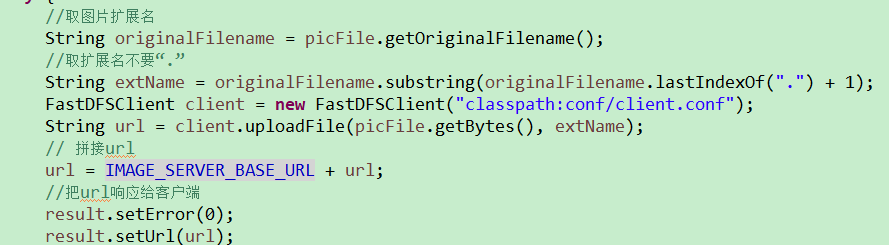 y {
//取图片扩展名
String originalFilename = picFile.getOriginalFilename();
//取扩展名不要“.”
String extName = originalFilename.substring(originalFilename.lastIndexOf(".") + 1);
FastDFSClient client = new FastDFSClient("classpath:conf/client.conf");
String url = client.uploadFile(picFile.getBytes(), extName);
// 拼接url
url = IMAGE_SERVER_BASE_URL + url;
//把url响应给客户端
result.setError(0);
result.setUrl(url);